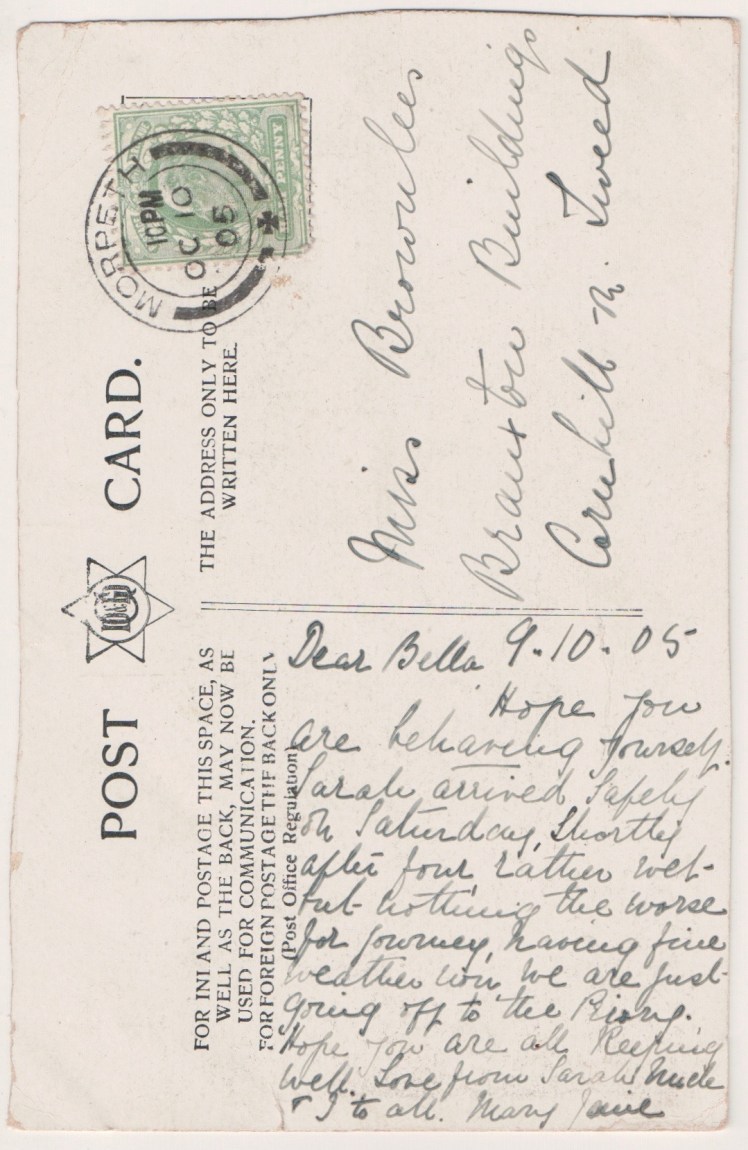 POST CARD.
MORPETH
10 PM
OC 10
05
PENNY
THE ADDRESS ONLY TO BE
WRITTEN HERE.
FOR INLAND POSTAGE THIS SPACE, AS
WELL AS THE BACK, MAY NOW BE
USED FOR COMMUNICATION.
FOR FOREIGN POSTAGE THE BACK ONLY
(Post Office Regulation)
Miss Brownlees
Branxton Buildings
Cornhill on Tweed
Dear Bella 9.10.05
Hope you
are behaving yourself.
Sarah arrived safely
on Saturday, Shortly
after four, rather wet
but nothing the worse
for journey, having fine
weather now we are just
going off to the
Hope you are all keeping
well. Love from Sarah Uncle
+ I to all. Mary Jane